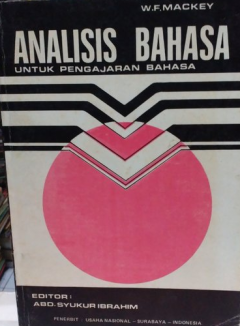 W.F.MACKEY
ANALISIS BAHASA
UNTUK PENGAJARAN BAHASA
EDITOR :
ABD. SYUKUR IBRAHIM
PENERBIT : USAHA NASIONAL – SURABAYA – INDONESIA